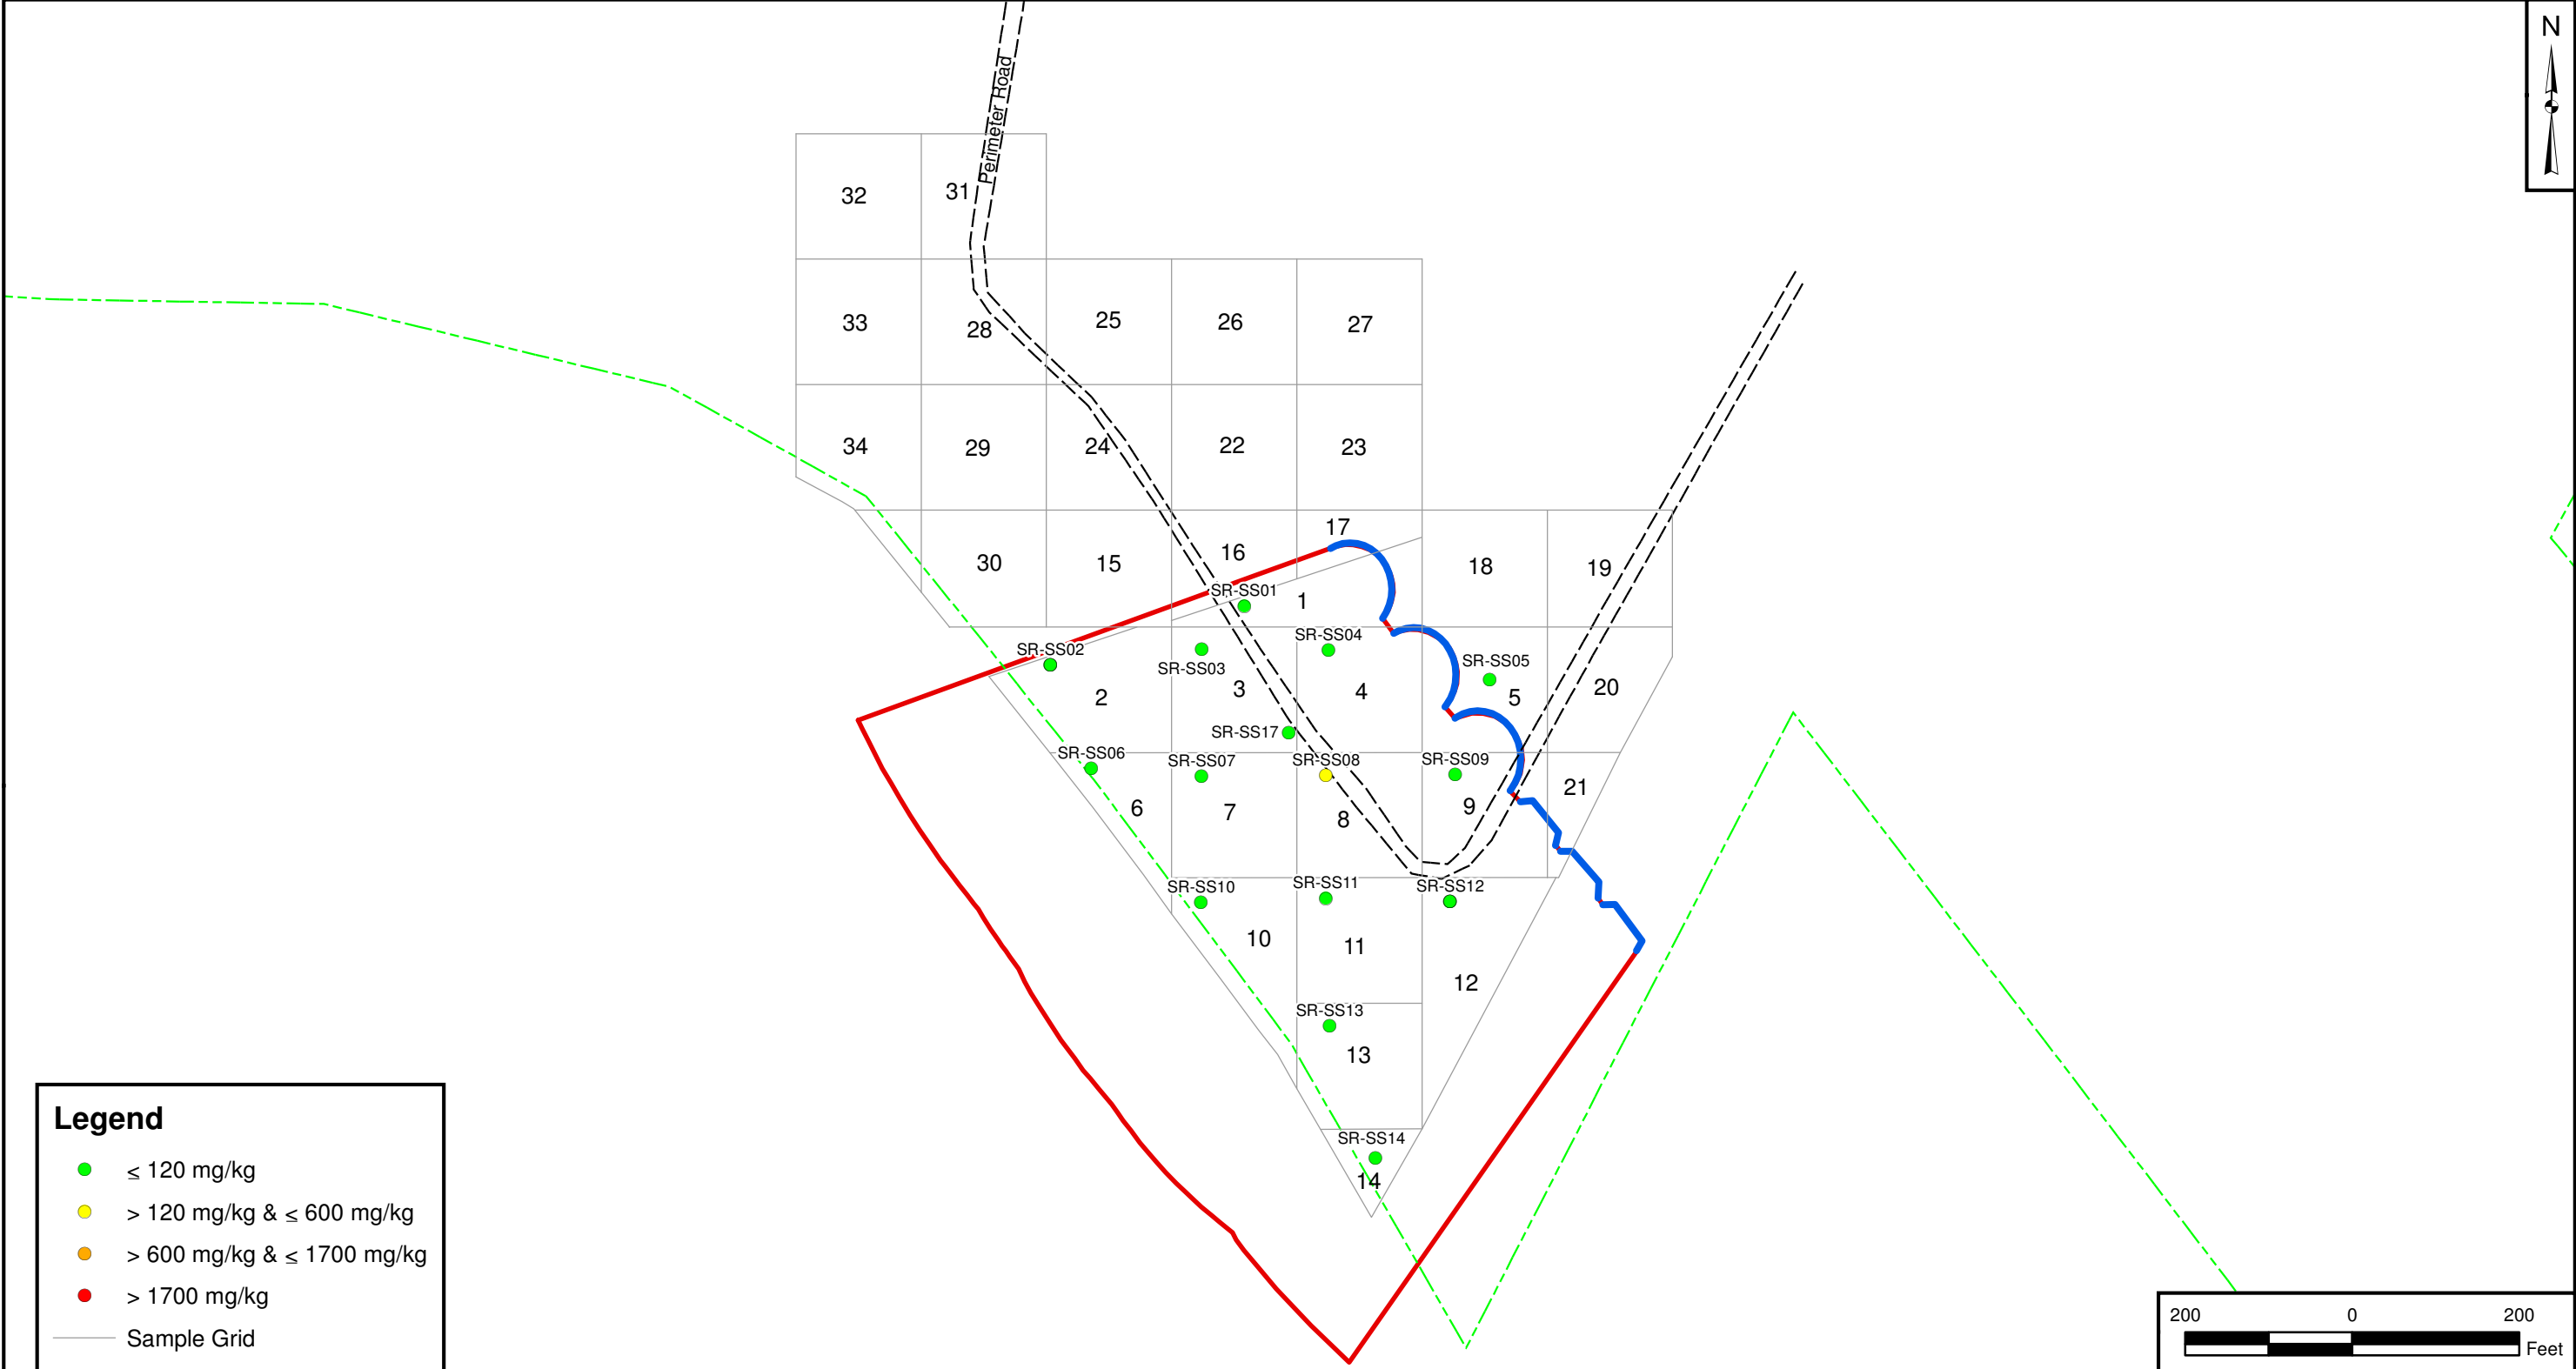 N
Perimeter Road
32
31
33
28
25
26
27
34
29
24
22
23
17
30
15
16
18
19
SR-SS01
1
SR-SS02
SR-SS03
SR-SS04
SR-SS05
2
3
4
5
20
SR-SS17
SR-SS06
SR-SS07
SR-SS08
SR-SS09
6
7
8
9
21
SR-SS10
SR-SS11
SR-SS12
10
11
12
SR-SS13
13
SR-SS14
14
Legend
≤ 120 mg/kg
> 120 mg/kg & ≤ 600 mg/kg
> 600 mg/kg & ≤ 1700 mg/kg
> 1700 mg/kg
Sample Grid
200 0 200
Feet